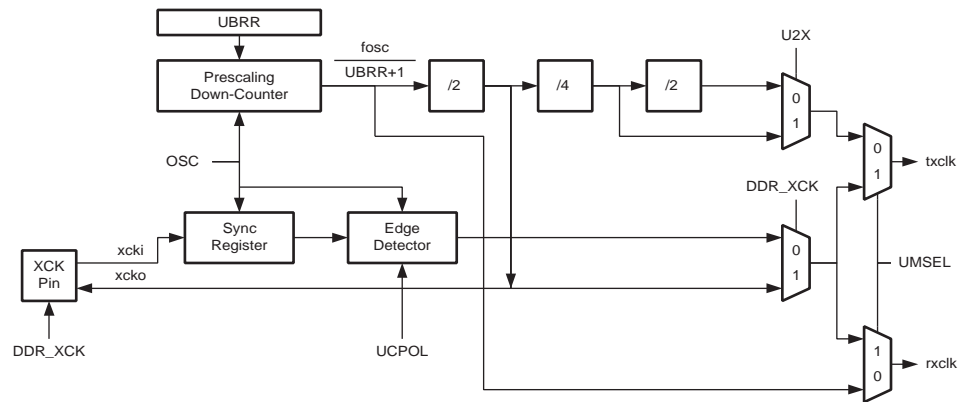 UBRR
fosc
UBRR+1
U2X
Prescaling
Down-Counter
/2
/4
/2
0
1
OSC
0
1
txclk
DDR_XCK
Sync
Register
Edge
Detector
0
1
xcki
XCK
Pin
xcko
UMSEL
DDR_XCK
UCPOL
1
0
rxclk